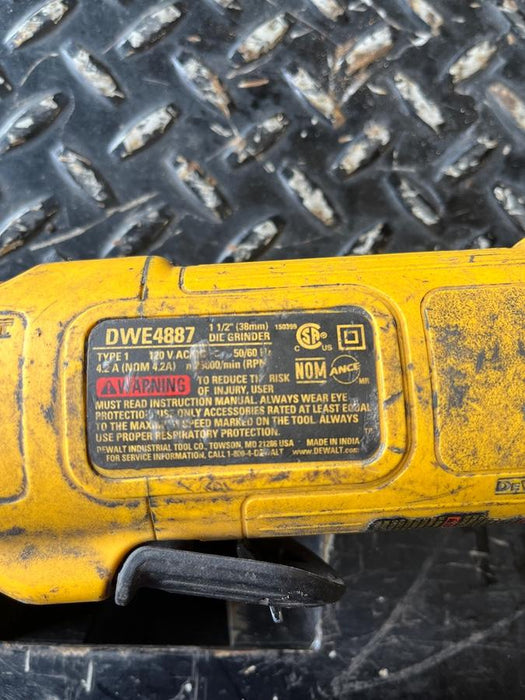 DWE4887 1 1/2" (38mm) 150399
DIE GRINDER
TYPE 1 120 V AC/ 50/60 Hz
4.2 A (NOM 4.2A) /min (RPM
WARNING TO REDUCE RISK
OF INJURY, USER
MUST READ INSTRUCTION MANUAL. ALWAYS WEAR EYE
PROTECTION. USE ONLY ACCESSORIES RATED AT LEAST EQUAL
TO THE MAXIMUM SPEED MARKED ON THE TOOL. ALWAYS
USE PROPER RESPIRATORY PROTECTION.
DEWALT INDUSTRIAL TOOL CO., TOWSON, MD 21286 USA MADE IN INDIA
FOR SERVICE INFORMATION, CALL 1-800-4-DEWALT www.DEWALT.com
C US
NOM ANCE
MR